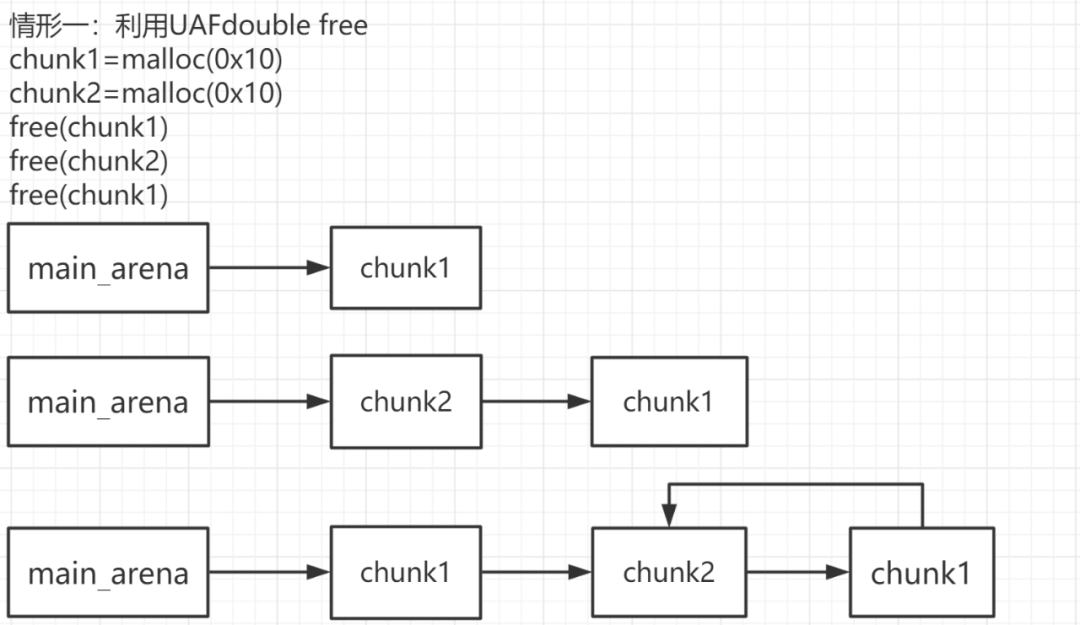 情形一：利用UAFdouble free
chunk1=malloc(0x10)
chunk2=malloc(0x10)
free(chunk1)
free(chunk2)
free(chunk1)
main_arena chunk1
main_arena chunk2 chunk1
main_arena chunk1 chunk2 chunk1